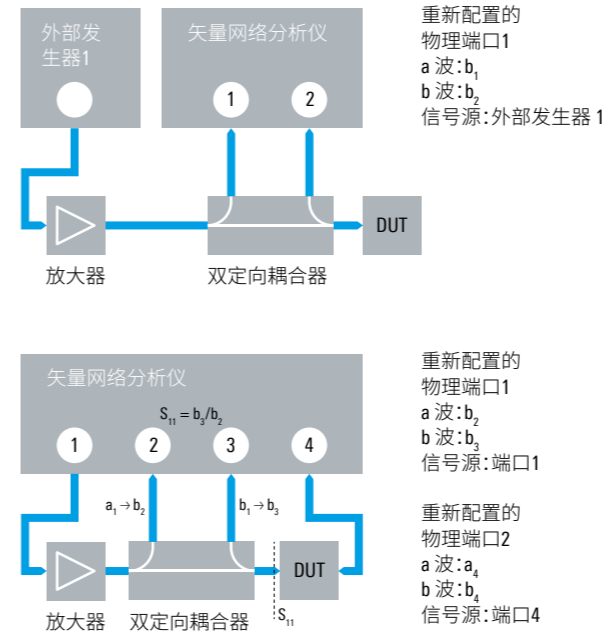 外部发
生器1
矢量网络分析仪
1
2
DUT
放大器
双定向耦合器
重新配置的
物理端口1
a 波：b₁
b 波：b₂
信号源：外部发生器 1
矢量网络分析仪
S₁₁ = b₃/b₂
1
2
3
4
a₁→b₂
b₁→b₃
DUT
放大器
双定向耦合器
S₁₁
重新配置的
物理端口1
a 波：b₂
b 波：b₃
信号源：端口1
重新配置的
物理端口2
a 波：a₄
b 波：b₄
信号源：端口4